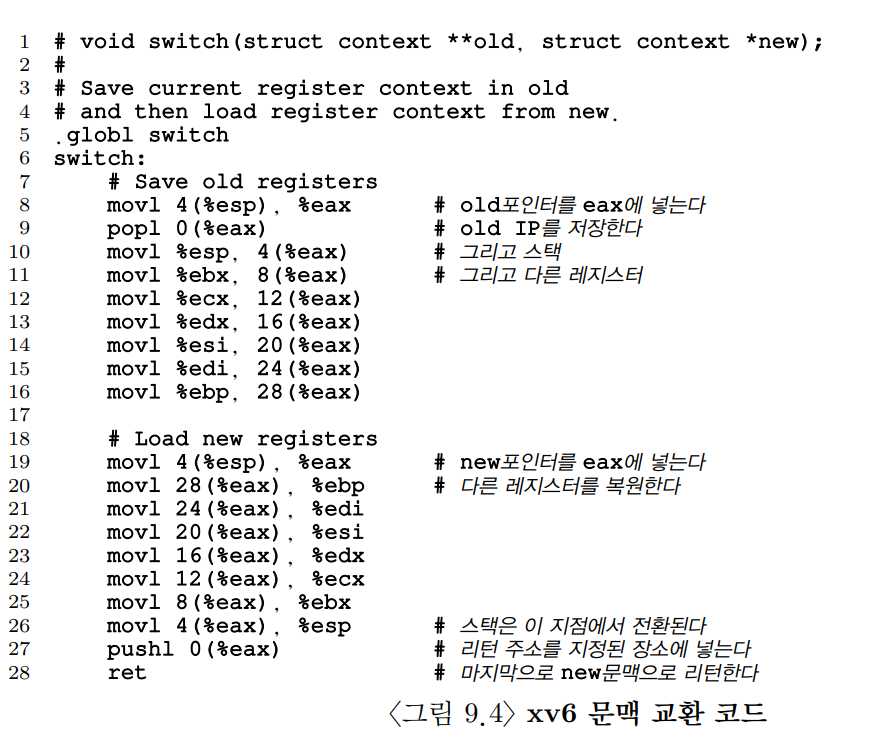 1 # void switch(struct context **old, struct context *new);
2 #
3 # Save current register context in old
4 # and then load register context from new.
5 .globl switch
6 switch:
7 # Save old registers
8 movl 4(%esp), %eax # old포인터를 eax에 넣는다
9 popl 0(%eax) # old IP를 저장한다
10 movl %esp, 4(%eax) # 그리고 스택
11 movl %ebx, 8(%eax) # 그리고 다른 레지스터
12 movl %ecx, 12(%eax)
13 movl %edx, 16(%eax)
14 movl %esi, 20(%eax)
15 movl %edi, 24(%eax)
16 movl %ebp, 28(%eax)
17
18 # Load new registers
19 movl 4(%esp), %eax # new포인터를 eax에 넣는다
20 movl 28(%eax), %ebp # 다른 레지스터를 복원한다
21 movl 24(%eax), %edi
22 movl 20(%eax), %esi
23 movl 16(%eax), %edx
24 movl 12(%eax), %ecx
25 movl 8(%eax), %ebx
26 movl 4(%eax), %esp # 스택은 이 지점에서 전환된다
27 pushl 0(%eax) # 리턴 주소를 지정된 장소에 넣는다
28 ret # 마지막으로 new문맥으로 리턴한다
〈그림 9.4〉 xv6 문맥 교환 코드